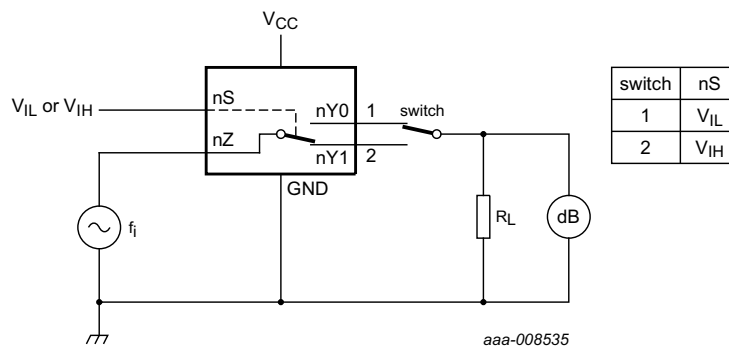 VCC
VIL or VIH
nS
nY0 1
switch
nZ
nY1 2
GND
fi
RL
dB
switch nS
1 VIL
2 VIH
aaa-008535